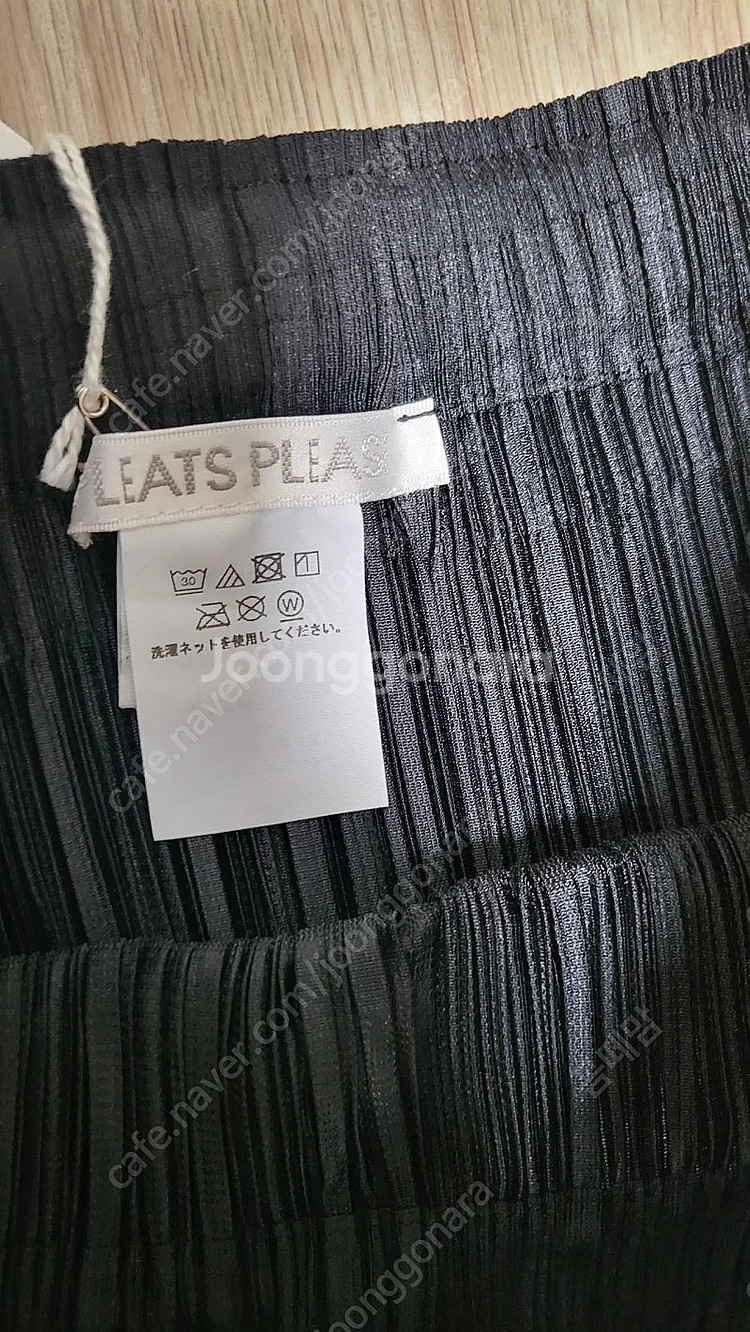 LEATS PLEAS
30
W
洗濯ネットを使用してください。
Joonggonara
cafe.naver.com/joonggonara
cafe.naver.com/joonggonara
cafe.naver.com/joonggonara